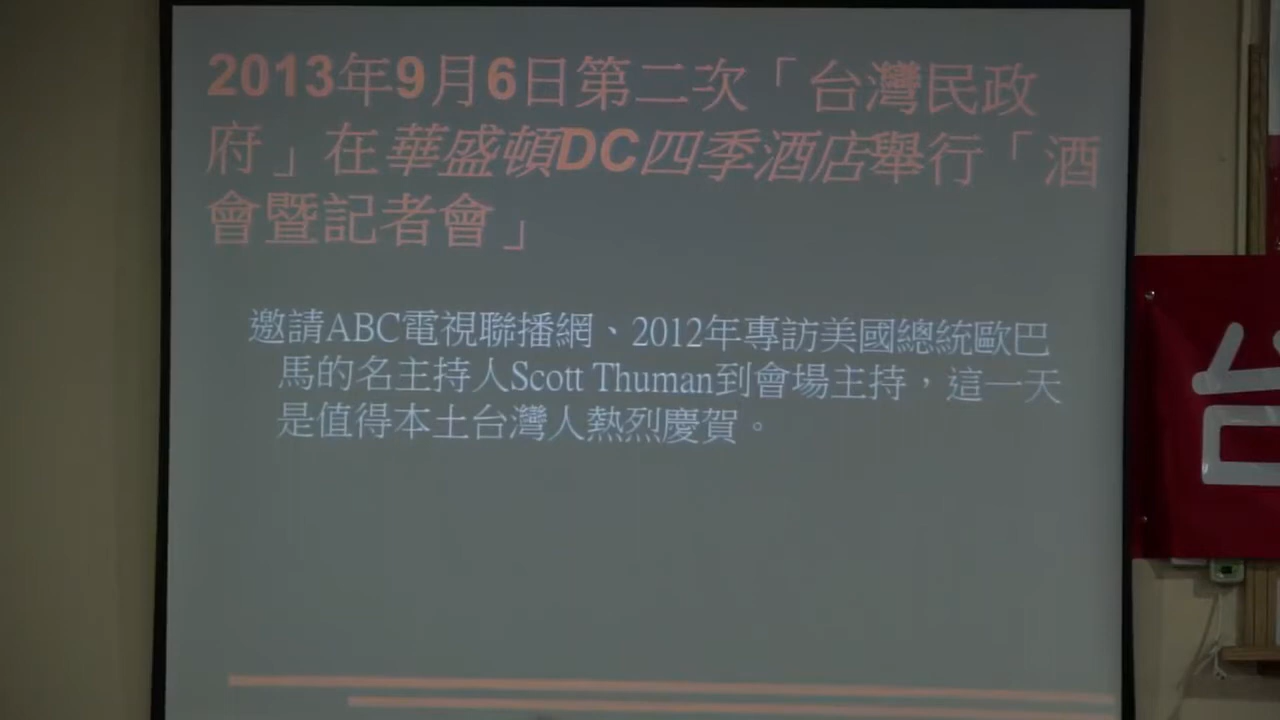 2013年9月6日第二次「台灣民政
府」在華盛頓DC四季酒店舉行「酒
會暨記者會」
邀請ABC電視聯播網、2012年專訪美國總統歐巴
馬的名主持人Scott Thuman到會場主持，這一天
是值得本土台灣人熱烈慶賀。
台